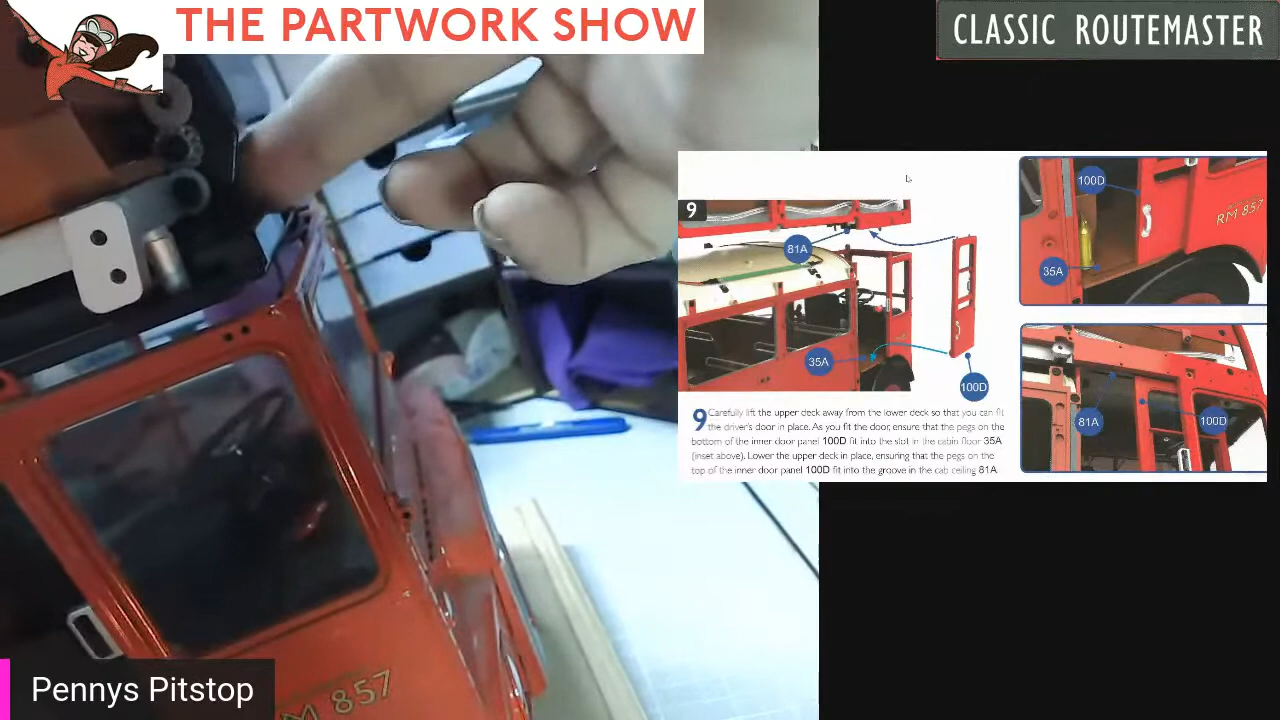 THE PARTWORK SHOW
CLASSIC ROUTEMASTER
9
81A
35A
100D
9 Carefully lift the upper deck away from the lower deck so that you can fit
the driver's door in place. As you fit the door, ensure that the pegs on the
bottom of the inner door panel 100D fit into the slot in the cabin floor 35A
(inset above). Lower the upper deck in place, ensuring that the pegs on the
top of the inner door panel 100D fit into the groove in the cab ceiling 81A
100D
RM 857
35A
81A
100D
M 857
Pennys Pitstop